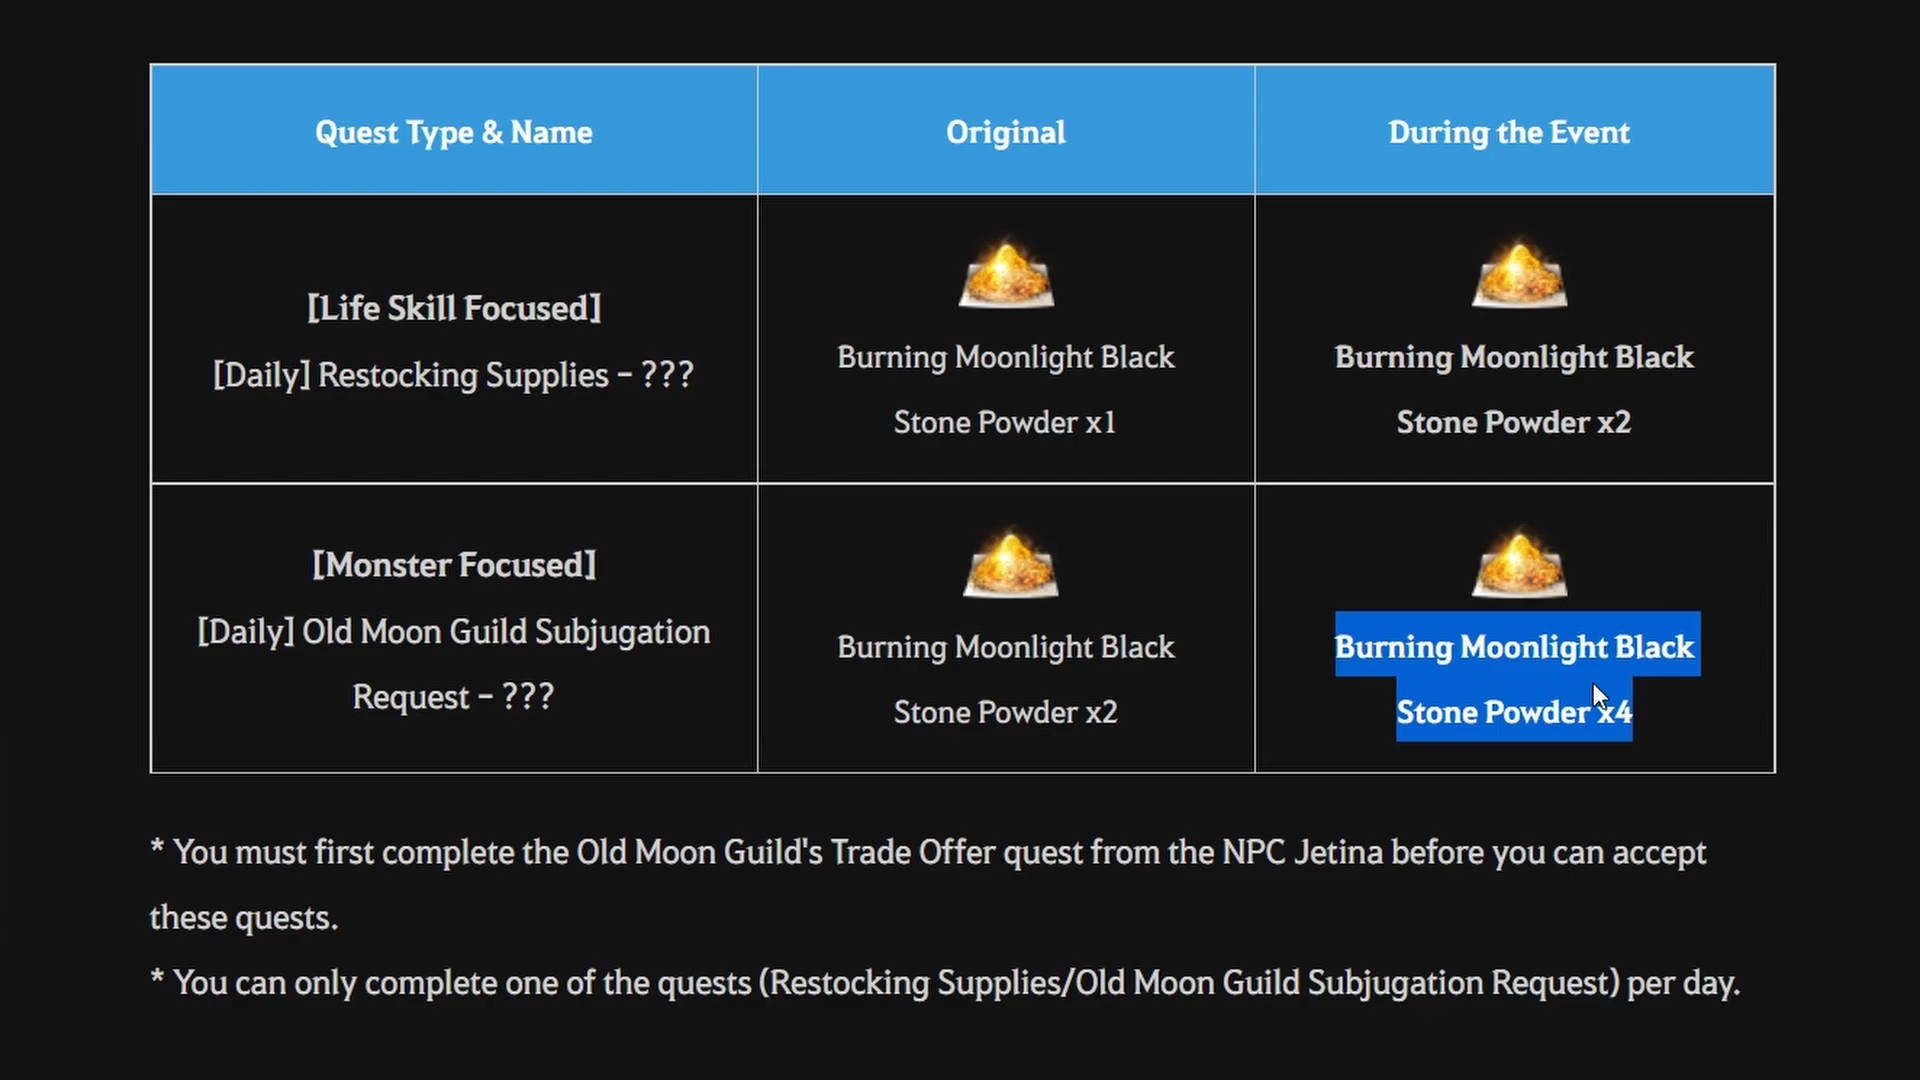 Quest Type & Name
Original
During the Event
[Life Skill Focused]
[Daily] Restocking Supplies - ???
Burning Moonlight Black
Stone Powder x1
Burning Moonlight Black
Stone Powder x2
[Monster Focused]
[Daily] Old Moon Guild Subjugation
Request - ???
Burning Moonlight Black
Stone Powder x2
Burning Moonlight Black
Stone Powder x4
* You must first complete the Old Moon Guild's Trade Offer quest from the NPC Jetina before you can accept
these quests.
* You can only complete one of the quests (Restocking Supplies/Old Moon Guild Subjugation Request) per day.